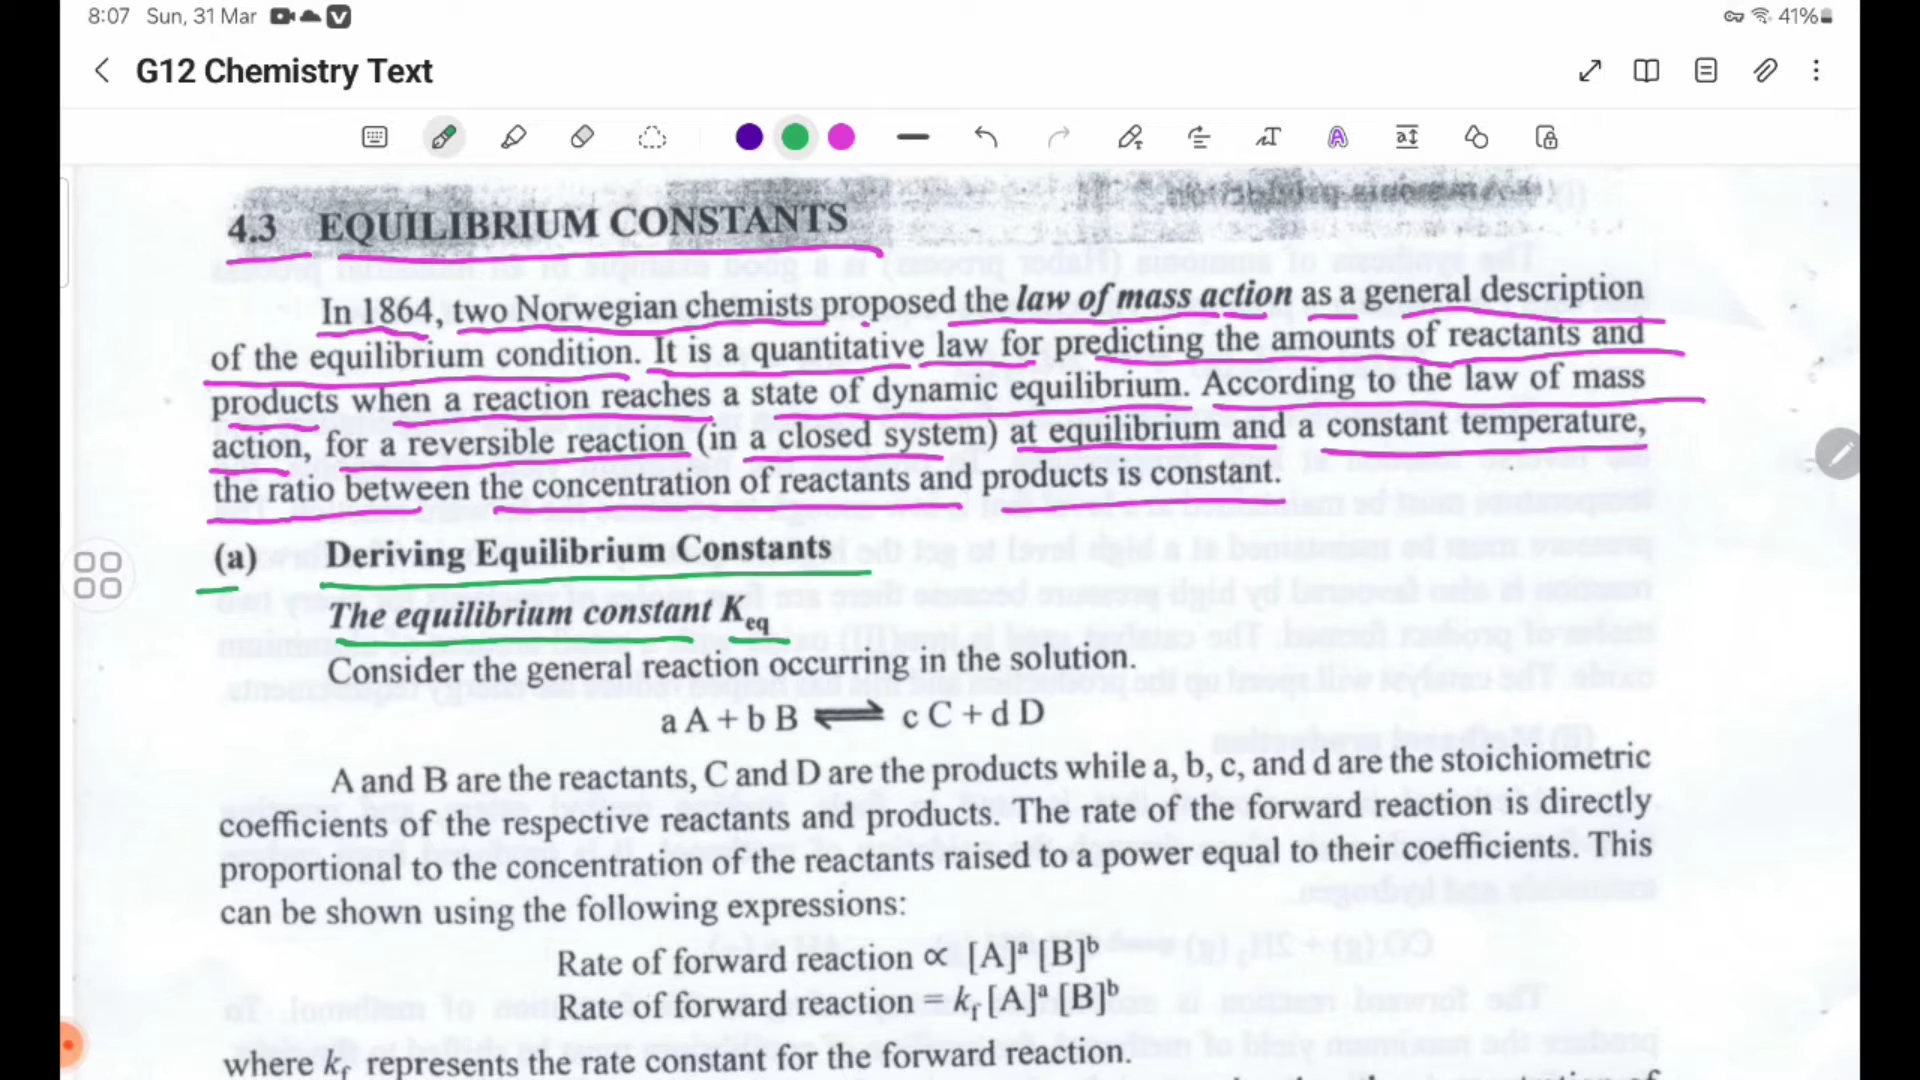 8:07 Sun, 31 Mar
41%
G12 Chemistry Text
4.3 EQUILIBRIUM CONSTANTS
In 1864, two Norwegian chemists proposed the law of mass action as a general description
of the equilibrium condition. It is a quantitative law for predicting the amounts of reactants and
products when a reaction reaches a state of dynamic equilibrium. According to the law of mass
action, for a reversible reaction (in a closed system) at equilibrium and a constant temperature,
the ratio between the concentration of reactants and products is constant.
(a) Deriving Equilibrium Constants
The equilibrium constant Keq
Consider the general reaction occurring in the solution.
a A + b B ⇌ c C + d D
A and B are the reactants, C and D are the products while a, b, c, and d are the stoichiometric
coefficients of the respective reactants and products. The rate of the forward reaction is directly
proportional to the concentration of the reactants raised to a power equal to their coefficients. This
can be shown using the following expressions:
Rate of forward reaction ∝ [A]ᵃ [B]ᵇ
Rate of forward reaction = kf [A]ᵃ [B]ᵇ
where kf represents the rate constant for the forward reaction.